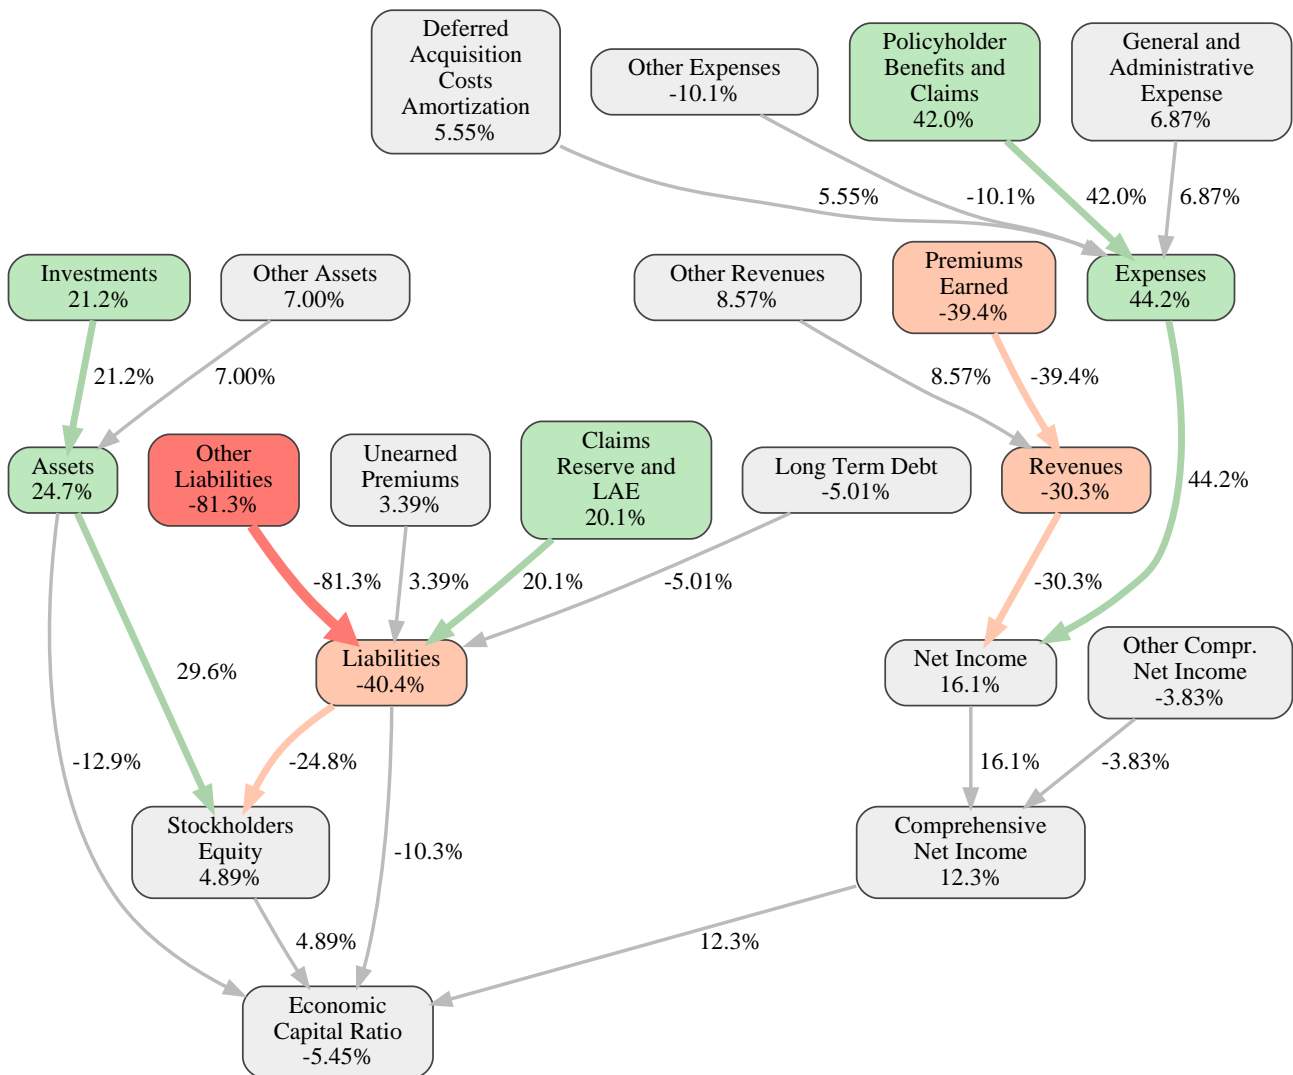 Deferred
Acquisition
Costs
Amortization
5.55%
Other Expenses
-10.1%
Policyholder
Benefits and
Claims
42.0%
General and
Administrative
Expense
6.87%
5.55%
-10.1%
42.0%
6.87%
Investments
21.2%
Other Assets
7.00%
Other Revenues
8.57%
Premiums
Earned
-39.4%
Expenses
44.2%
21.2%
7.00%
8.57%
-39.4%
44.2%
Assets
24.7%
Other
Liabilities
-81.3%
Unearned
Premiums
3.39%
Claims
Reserve and
LAE
20.1%
Long Term Debt
-5.01%
Revenues
-30.3%
-81.3%
3.39%
20.1%
-5.01%
-30.3%
29.6%
Liabilities
-40.4%
Net Income
16.1%
Other Compr.
Net Income
-3.83%
-12.9%
-24.8%
-10.3%
16.1%
-3.83%
Stockholders
Equity
4.89%
Comprehensive
Net Income
12.3%
4.89%
12.3%
Economic
Capital Ratio
-5.45%